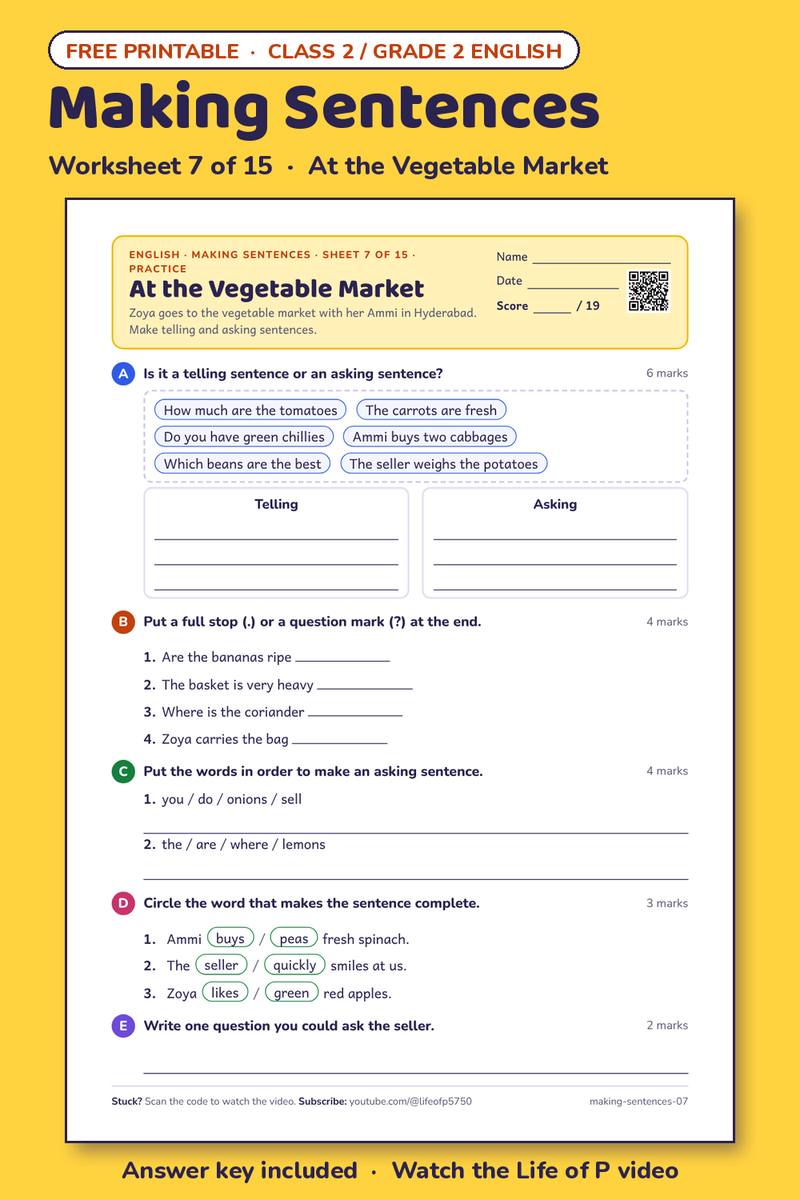 FREE PRINTABLE · CLASS 2 / GRADE 2 ENGLISH
Making Sentences
Worksheet 7 of 15 · At the Vegetable Market
ENGLISH · MAKING SENTENCES · SHEET 7 OF 15 ·
PRACTICE
At the Vegetable Market
Zoya goes to the vegetable market with her Ammi in Hyderabad.
Make telling and asking sentences.
Name
Date
Score / 19
A Is it a telling sentence or an asking sentence? 6 marks
How much are the tomatoes The carrots are fresh
Do you have green chillies Ammi buys two cabbages
Which beans are the best The seller weighs the potatoes
Telling Asking
B Put a full stop (.) or a question mark (?) at the end. 4 marks
1. Are the bananas ripe
2. The basket is very heavy
3. Where is the coriander
4. Zoya carries the bag
C Put the words in order to make an asking sentence. 4 marks
1. you / do / onions / sell
2. the / are / where / lemons
D Circle the word that makes the sentence complete. 3 marks
1. Ammi buys / peas fresh spinach.
2. The seller / quickly smiles at us.
3. Zoya likes / green red apples.
E Write one question you could ask the seller. 2 marks
Stuck? Scan the code to watch the video. Subscribe: youtube.com/@lifeofp5750 making-sentences-07
Answer key included · Watch the Life of P video